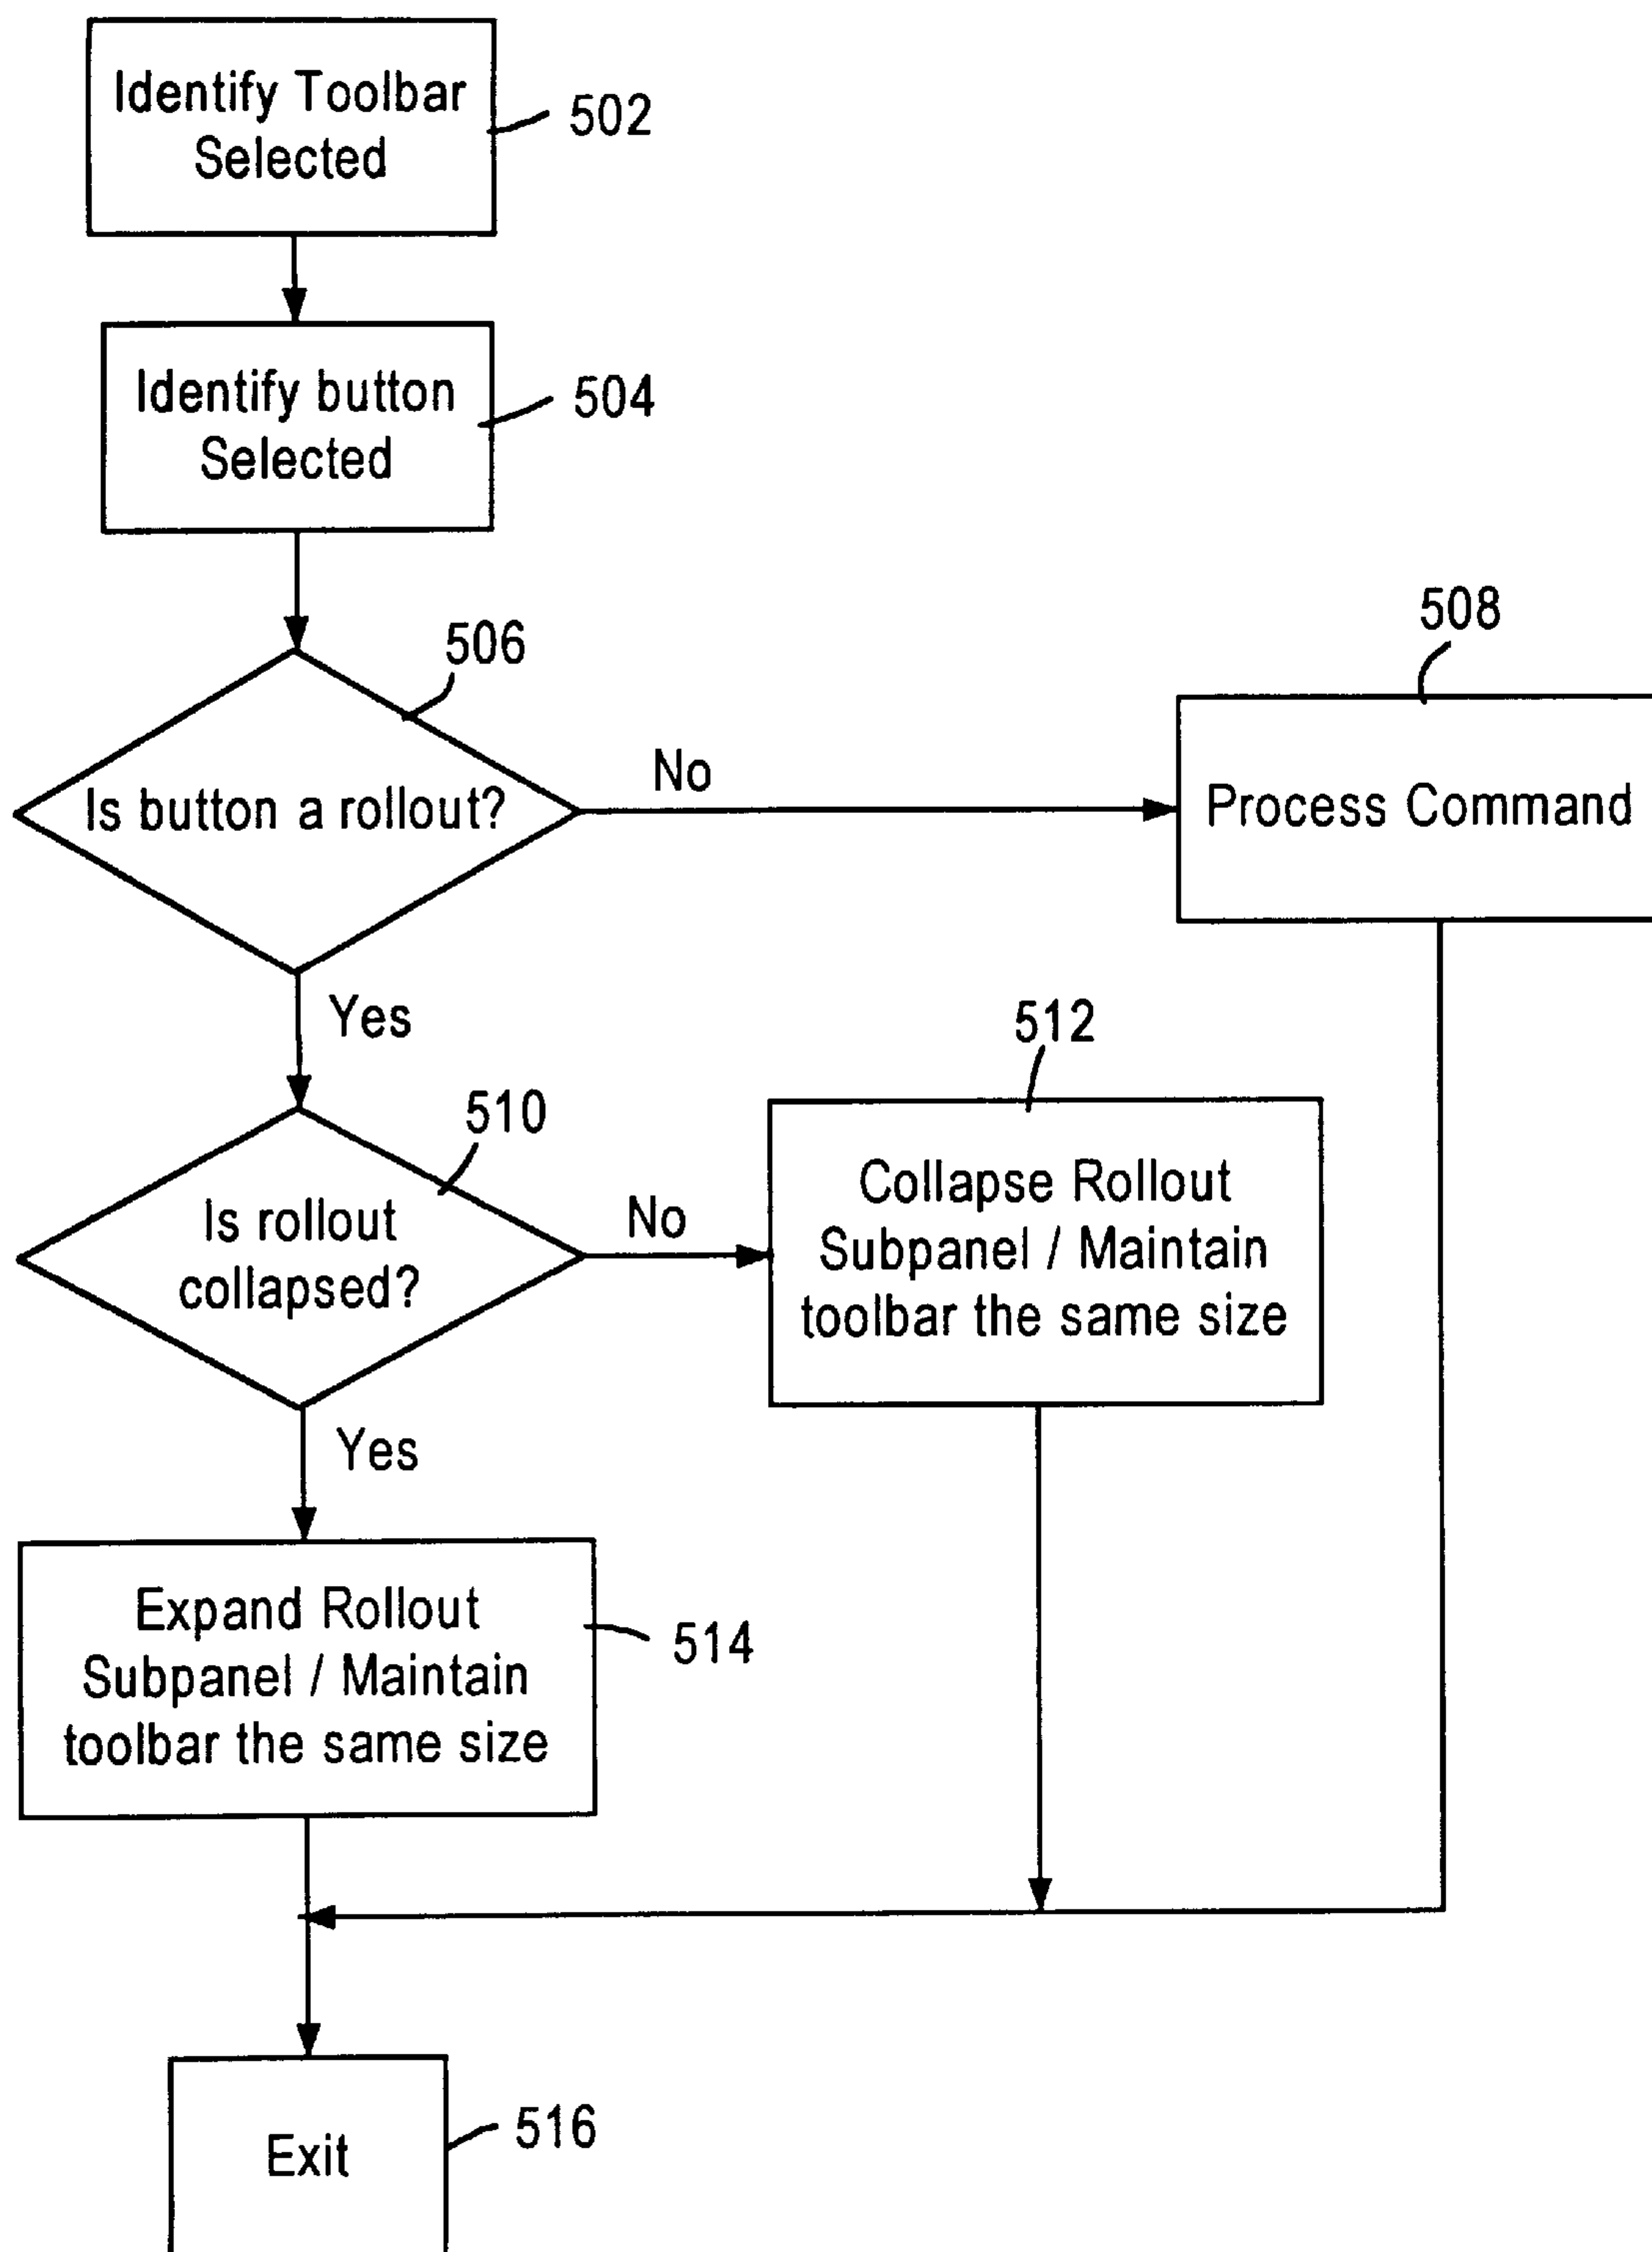 Identify Toolbar
Selected
502
Identify button
Selected
504
506
Is button a rollout?
No
508
Process Command
Yes
510
Is rollout
collapsed?
No
512
Collapse Rollout
Subpanel / Maintain
toolbar the same size
Yes
Expand Rollout
Subpanel / Maintain
toolbar the same size
514
Exit
516